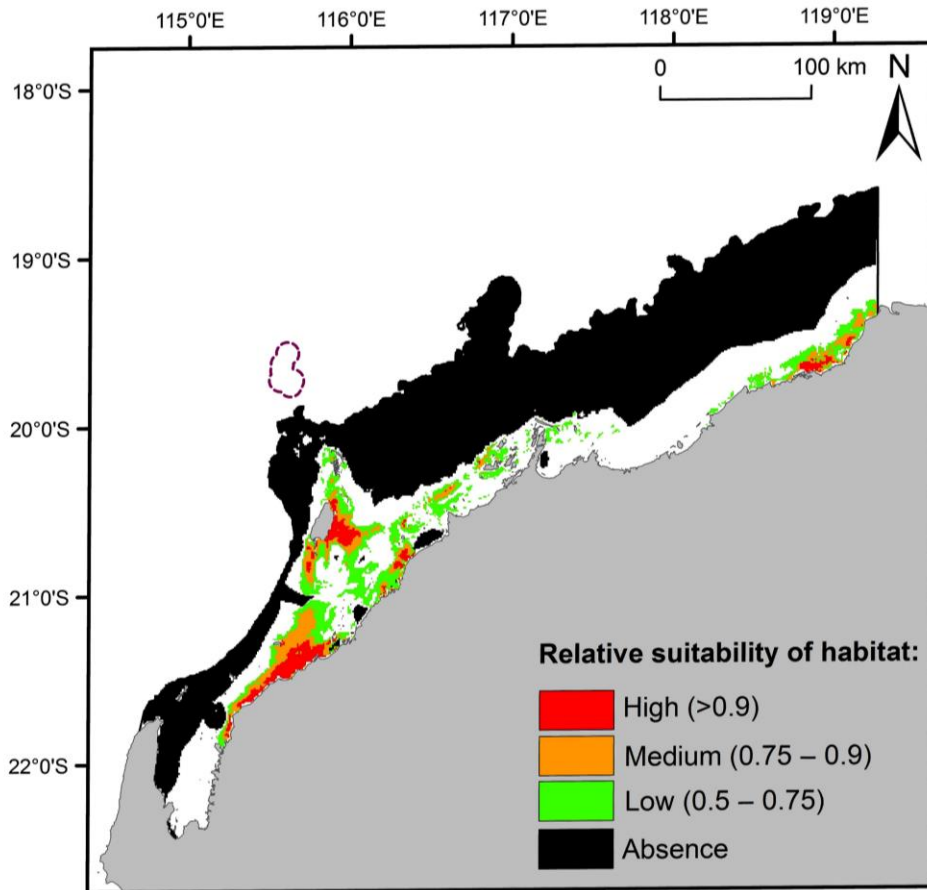 115°0'E 116°0'E 117°0'E 118°0'E 119°0'E
0 100 km N
18°0'S
19°0'S
20°0'S
21°0'S
22°0'S
Relative suitability of habitat:
High (>0.9)
Medium (0.75 – 0.9)
Low (0.5 – 0.75)
Absence